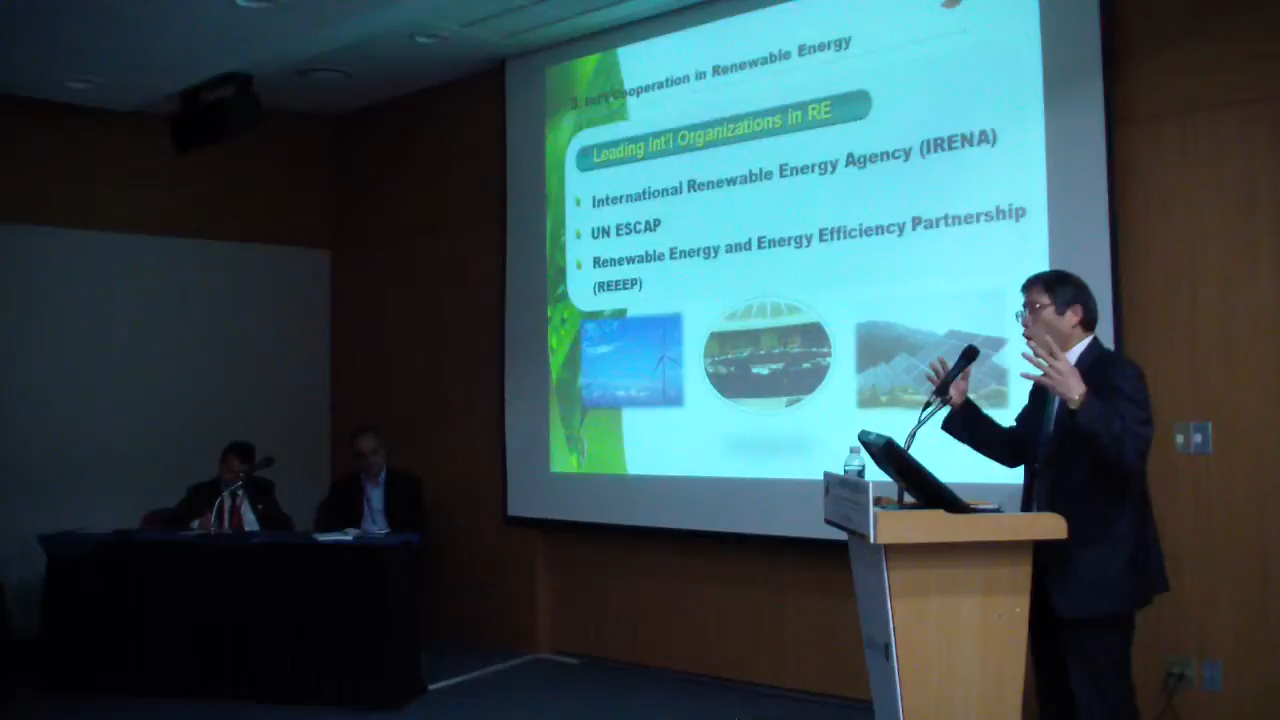 3. Int'l Cooperation in Renewable Energy
Leading Int'l Organizations in RE
International Renewable Energy Agency (IRENA)
UN ESCAP
Renewable Energy and Energy Efficiency Partnership
(REEEP)